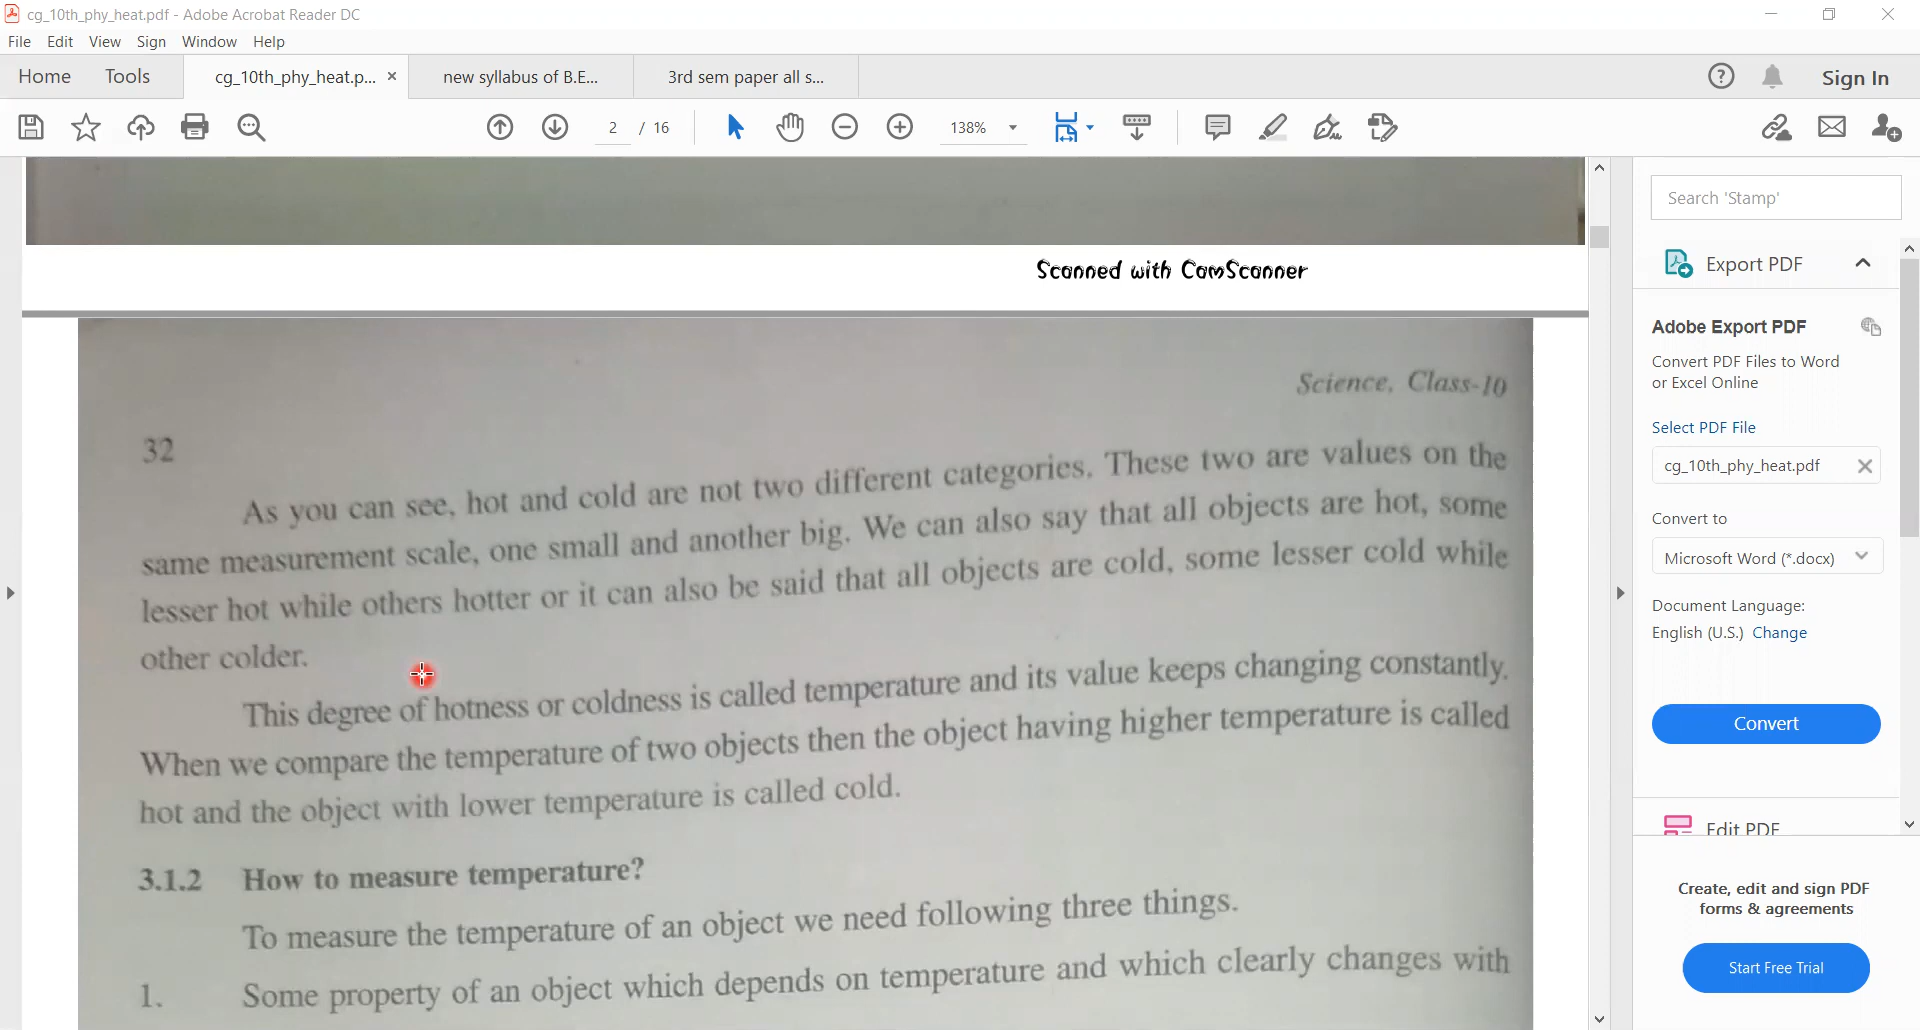 cg_10th_phy_heat.pdf - Adobe Acrobat Reader DC
File Edit View Sign Window Help
Home Tools cg_10th_phy_heat.p... × new syllabus of B.E... 3rd sem paper all s... Sign In
2 / 16 138%
Scanned with CamScanner
Science, Class-10
32
As you can see, hot and cold are not two different categories. These two are values on the
same measurement scale, one small and another big. We can also say that all objects are hot, some
lesser hot while others hotter or it can also be said that all objects are cold, some lesser cold while
other colder.
This degree of hotness or coldness is called temperature and its value keeps changing constantly.
When we compare the temperature of two objects then the object having higher temperature is called
hot and the object with lower temperature is called cold.
3.1.2 How to measure temperature?
To measure the temperature of an object we need following three things.
1. Some property of an object which depends on temperature and which clearly changes with
Search 'Stamp'
Export PDF
Adobe Export PDF
Convert PDF Files to Word
or Excel Online
Select PDF File
cg_10th_phy_heat.pdf
Convert to
Microsoft Word (*.docx)
Document Language:
English (U.S.) Change
Convert
Edit PDF
Create, edit and sign PDF
forms & agreements
Start Free Trial